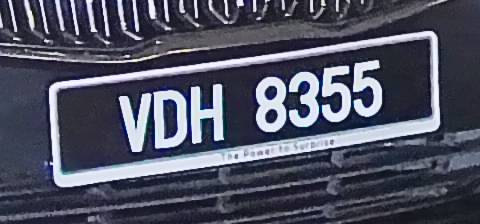 VDH 8355
The Power to Surprise